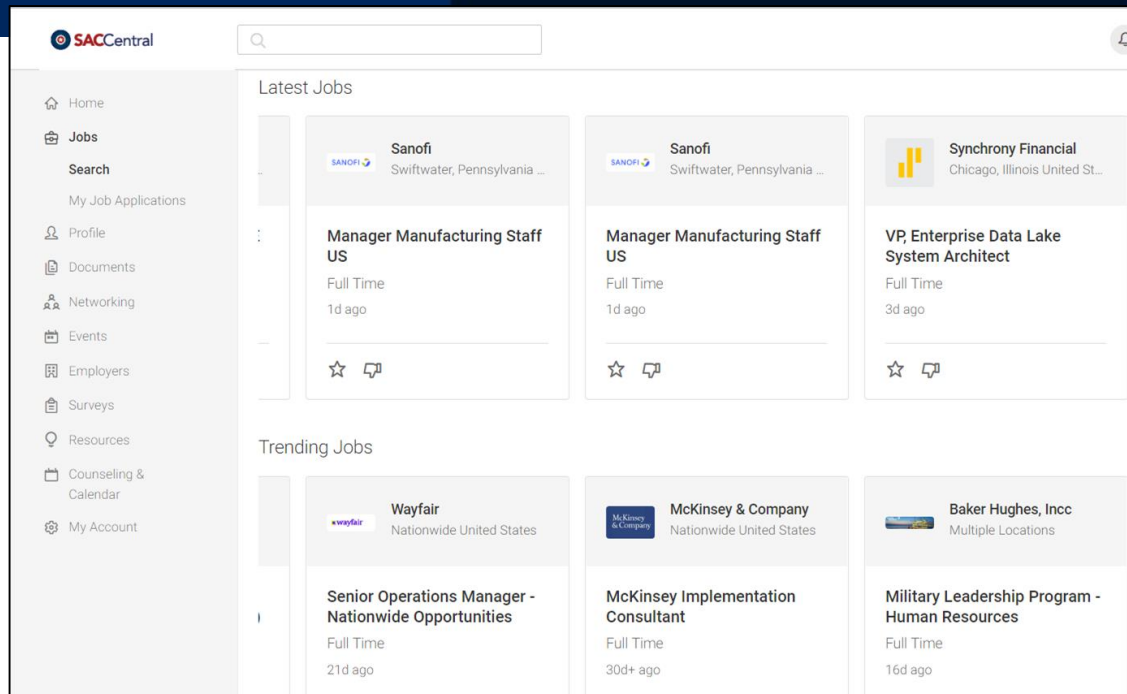 SACCentral
Home
Jobs
Search
My Job Applications
Profile
Documents
Networking
Events
Employers
Surveys
Resources
Counseling &
Calendar
My Account
Latest Jobs
SANOFI
Sanofi
Swiftwater, Pennsylvania ...
Manager Manufacturing Staff
US
Full Time
1d ago
SANOFI
Sanofi
Swiftwater, Pennsylvania ...
Manager Manufacturing Staff
US
Full Time
1d ago
Synchrony Financial
Chicago, Illinois United St...
VP, Enterprise Data Lake
System Architect
Full Time
3d ago
Trending Jobs
wayfair
Wayfair
Nationwide United States
Senior Operations Manager -
Nationwide Opportunities
Full Time
21d ago
McKinsey
& Company
McKinsey & Company
Nationwide United States
McKinsey Implementation
Consultant
Full Time
30d+ ago
Baker Hughes, Incc
Multiple Locations
Military Leadership Program -
Human Resources
Full Time
16d ago